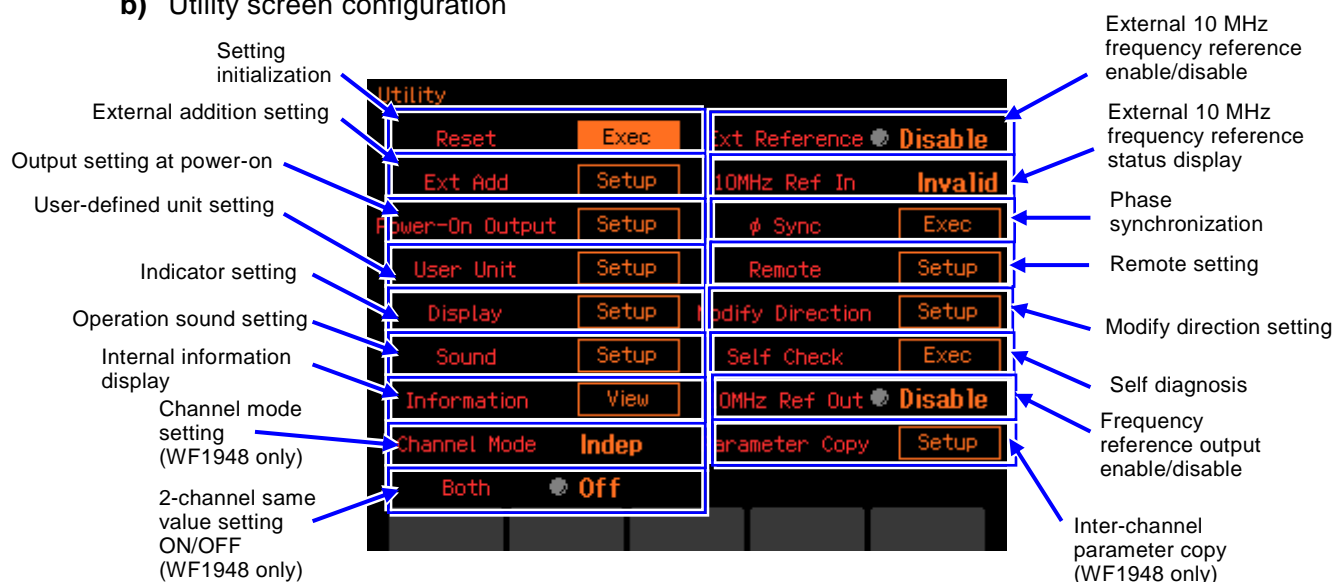 b) Utility screen configuration
Setting
initialization
External addition setting
Output setting at power-on
User-defined unit setting
Indicator setting
Operation sound setting
Internal information
display
Channel mode
setting
(WF1948 only)
2-channel same
value setting
ON/OFF
(WF1948 only)
Utility
Reset Exec
Ext Add Setup
Power-On Output Setup
User Unit Setup
Display Setup
Sound Setup
Information View
Channel Mode Indep
Both Off
Ext Reference Disable
10MHz Ref In Invalid
ϕ Sync Exec
Remote Setup
Modify Direction Setup
Self Check Exec
0MHz Ref Out Disable
arameter Copy Setup
External 10 MHz
frequency reference
enable/disable
External 10 MHz
frequency reference
status display
Phase
synchronization
Remote setting
Modify direction setting
Self diagnosis
Frequency
reference output
enable/disable
Inter-channel
parameter copy
(WF1948 only)